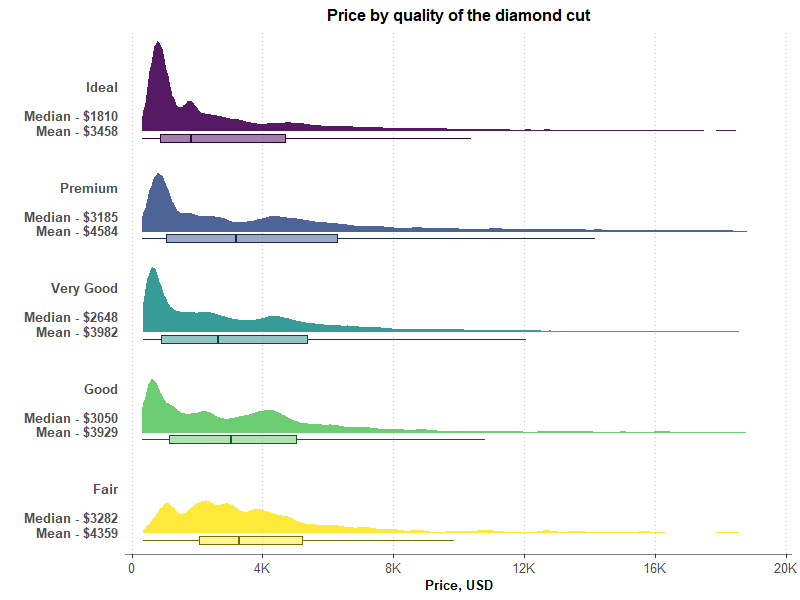 Price by quality of the diamond cut
Ideal
Median - $1810
Mean - $3458
Premium
Median - $3185
Mean - $4584
Very Good
Median - $2648
Mean - $3982
Good
Median - $3050
Mean - $3929
Fair
Median - $3282
Mean - $4359
0 4K 8K 12K 16K 20K
Price, USD